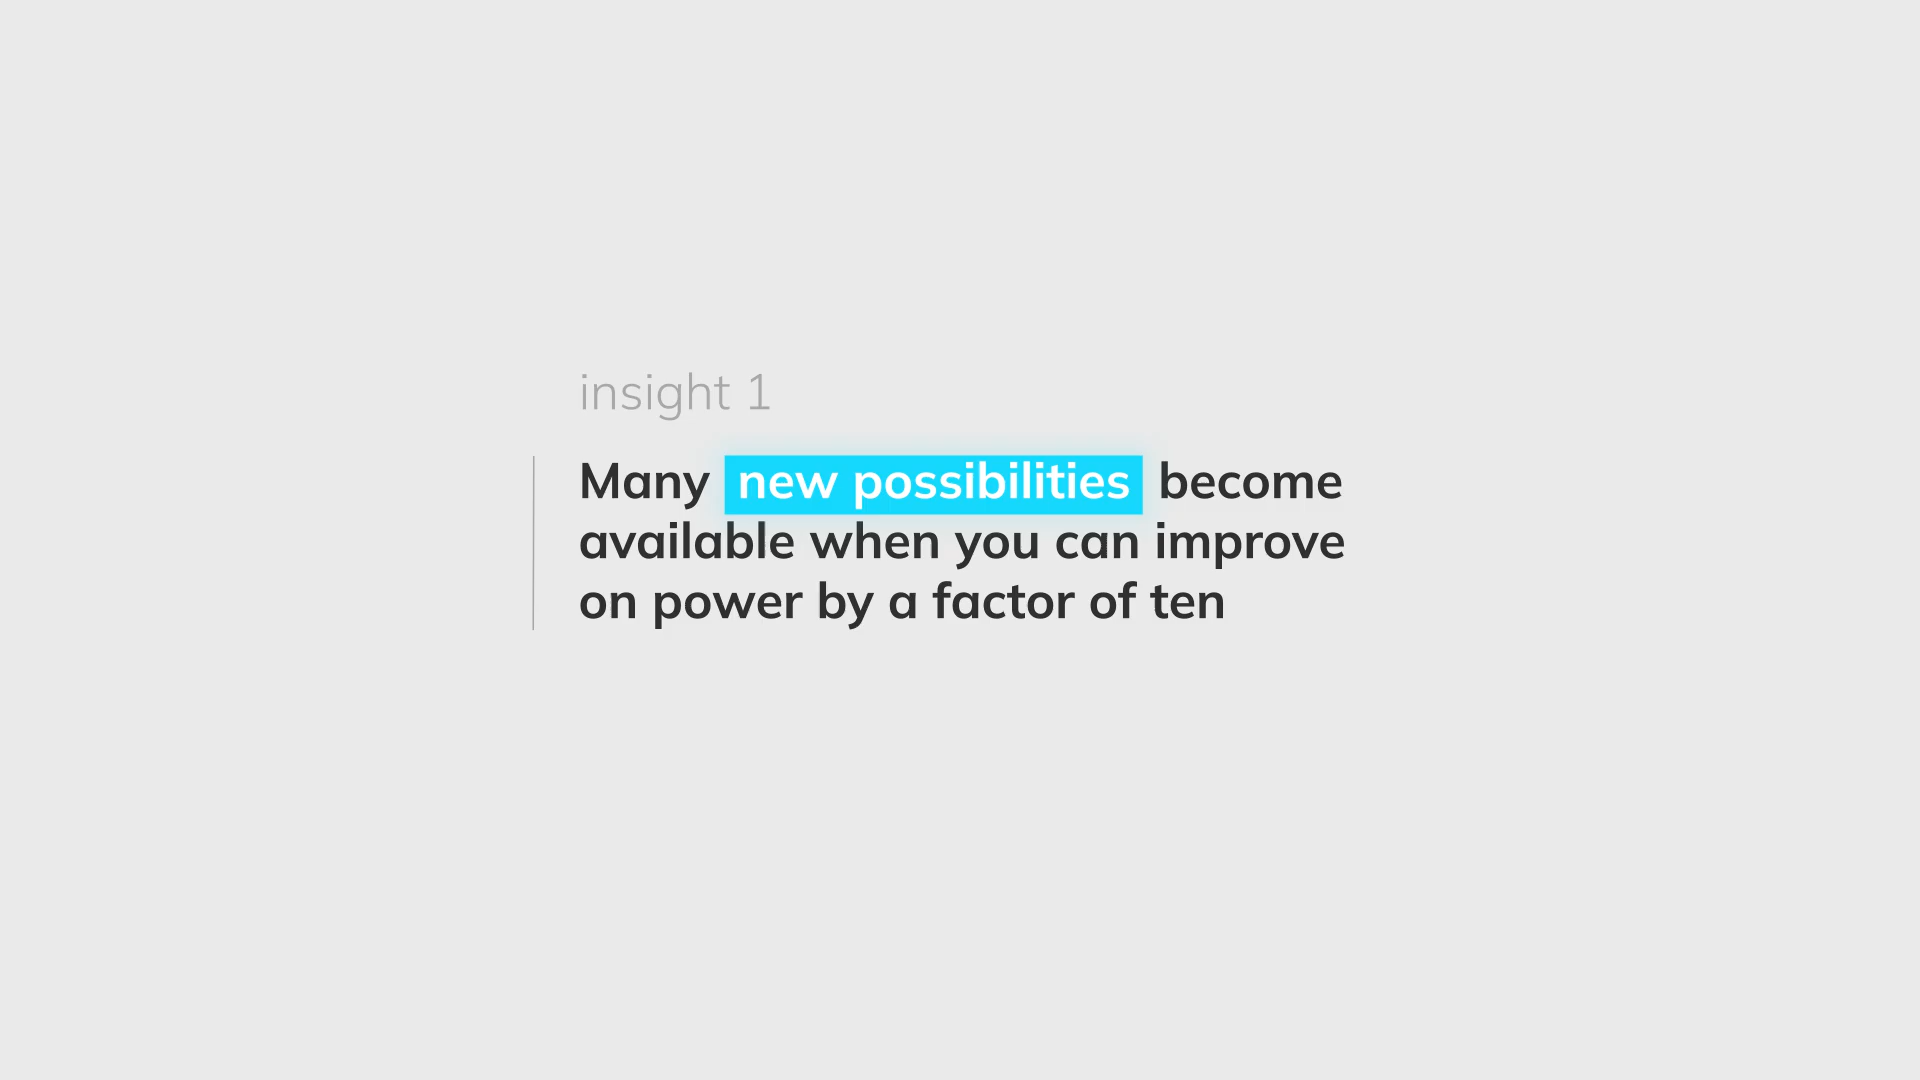 insight 1
Many new possibilities become
available when you can improve
on power by a factor of ten